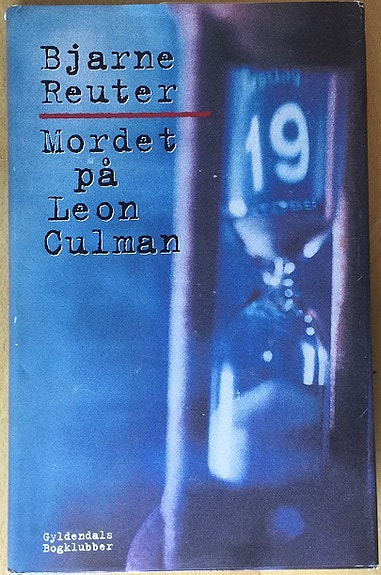 Bjarne
Reuter
Mordet
på
Leon
Culman
19
Gyldendals
Bogklubber